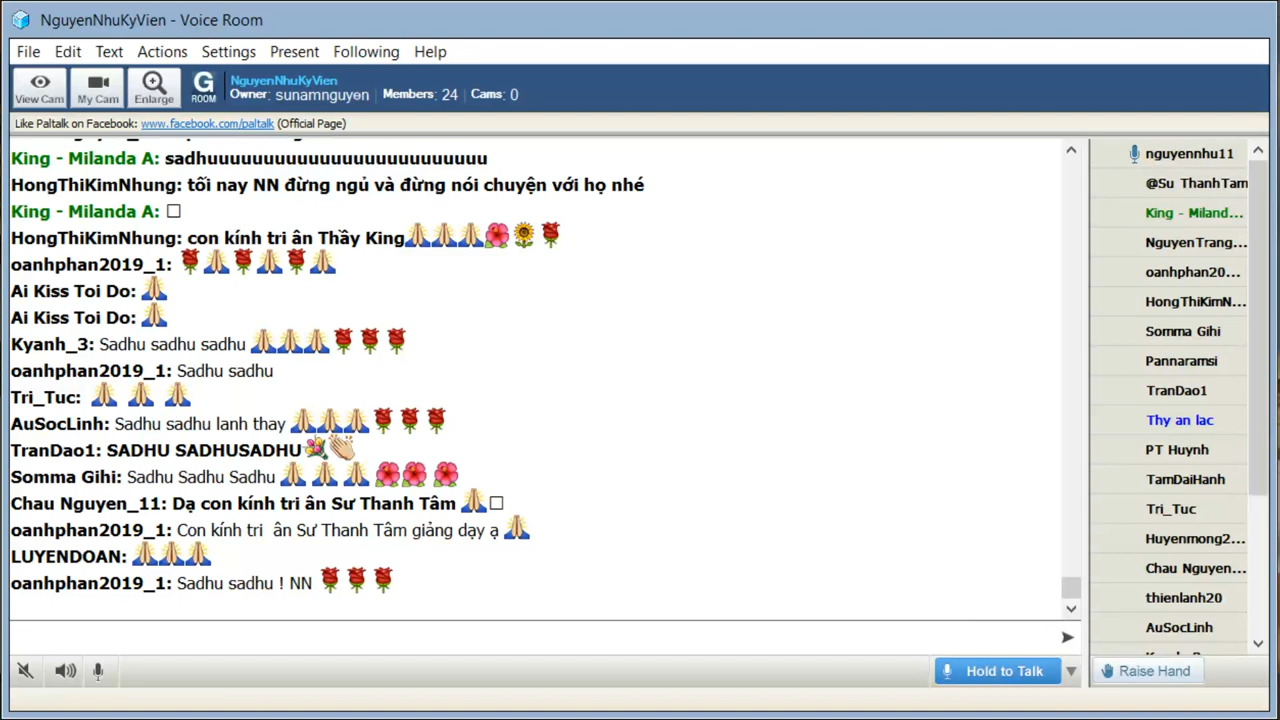 NguyenNhuKyVien - Voice Room
File Edit Text Actions Settings Present Following Help
View Cam My Cam Enlarge G ROOM
NguyenNhuKyVien
Owner: sunamnguyen Members: 24 Cams: 0
Like Paltalk on Facebook: www.facebook.com/paltalk (Official Page)
King - Milanda A: sadhuuuuuuuuuuuuuuuuuuuuuuuu
HongThiKimNhung: tối nay NN đừng ngủ và đừng nói chuyện với họ nhé
King - Milanda A:
HongThiKimNhung: con kính tri ân Thầy King🙏🙏🙏🌺🌻🌹
oanhphan2019_1: 🌹🙏🌹🙏🌹🙏
Ai Kiss Toi Do: 🙏
Ai Kiss Toi Do: 🙏
Kyanh_3: Sadhu sadhu sadhu 🙏🙏🙏🌹🌹🌹
oanhphan2019_1: Sadhu sadhu
Tri_Tuc: 🙏 🙏 🙏
AuSocLinh: Sadhu sadhu lanh thay 🙏🙏🙏🌹🌹🌹
TranDao1: SADHU SADHUSADHU💐👏
Somma Gihi: Sadhu Sadhu Sadhu 🙏 🙏 🙏 🌺🌺 🌺
Chau Nguyen_11: Dạ con kính tri ân Sư Thanh Tâm 🙏
oanhphan2019_1: Con kính tri ân Sư Thanh Tâm giảng dạy ạ 🙏
LUYENDOAN: 🙏🙏🙏
oanhphan2019_1: Sadhu sadhu ! NN 🌹🌹🌹
Hold to Talk
nguyennhu11
@Su ThanhTam
King - Miland...
NguyenTrang...
oanhphan20...
HongThiKimN...
Somma Gihi
Pannaramsi
TranDao1
Thy an lac
PT Huynh
TamDaiHanh
Tri_Tuc
Huyenmong2...
Chau Nguyen...
thienlanh20
AuSocLinh
Raise Hand